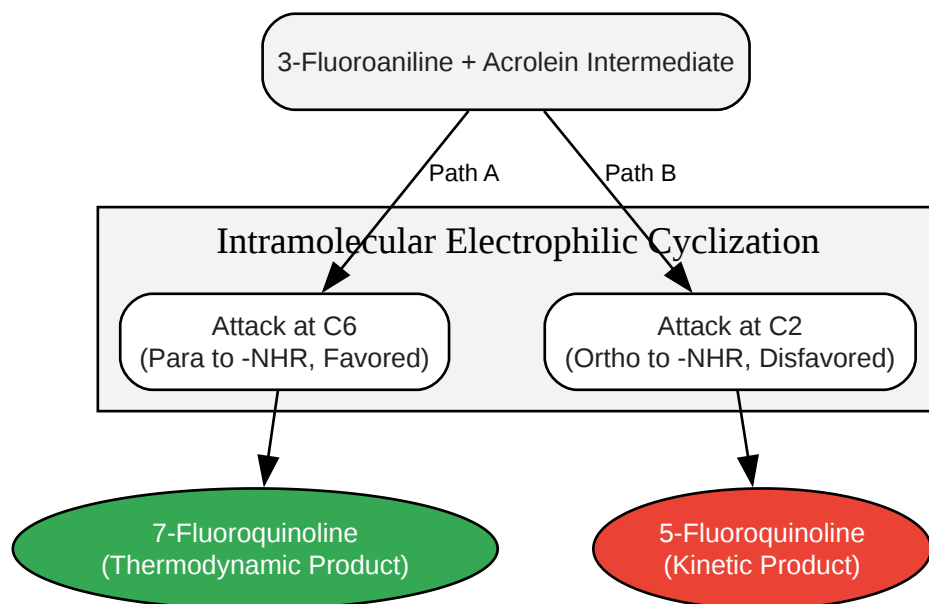 3-Fluoroaniline + Acrolein Intermediate
Path A
Path B
Intramolecular Electrophilic Cyclization
Attack at C6
(Para to -NHR, Favored)
Attack at C2
(Ortho to -NHR, Disfavored)
7-Fluoroquinoline
(Thermodynamic Product)
5-Fluoroquinoline
(Kinetic Product)